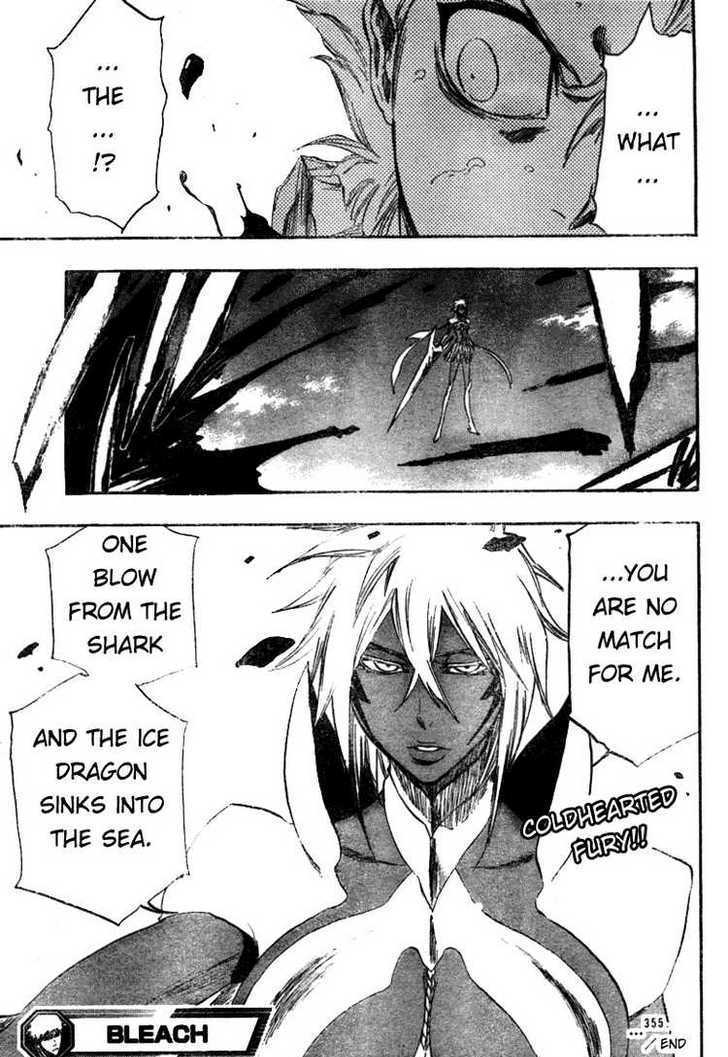 ...
WHAT
...
...
THE
...
!?
...YOU
ARE NO
MATCH
FOR ME.
ONE
BLOW
FROM THE
SHARK
AND THE ICE
DRAGON
SINKS INTO
THE SEA.
COLDHEARTED
FURY!!
BLEACH
355
...
/ END